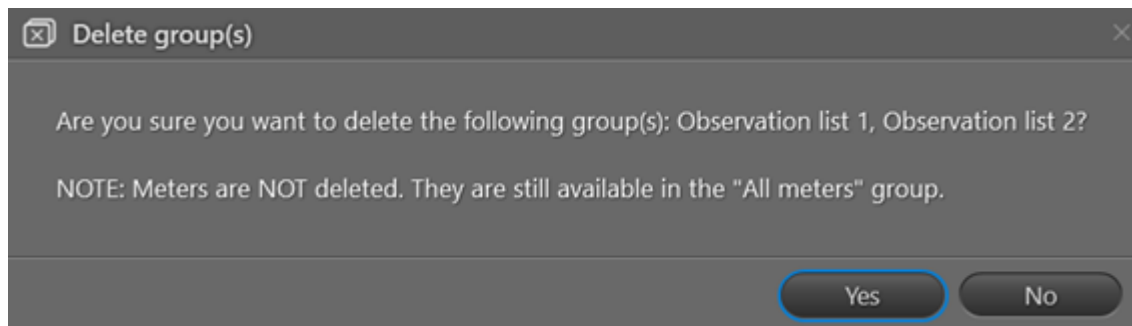 Delete group(s)
Are you sure you want to delete the following group(s): Observation list 1, Observation list 2?
NOTE: Meters are NOT deleted. They are still available in the "All meters" group.
Yes No